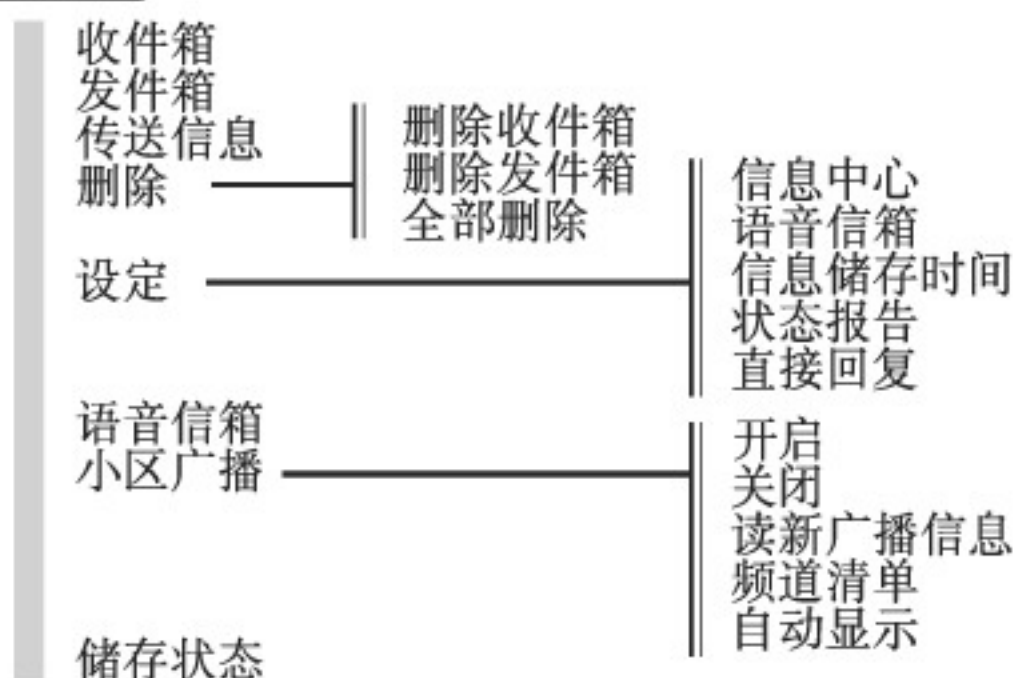 收件箱
发件箱
传送信息
删除
删除收件箱
删除发件箱
全部删除
设定
信息中心
语音信箱
信息储存时间
状态报告
直接回复
语音信箱
小区广播
开启
关闭
读新广播信息
频道清单
自动显示
储存状态